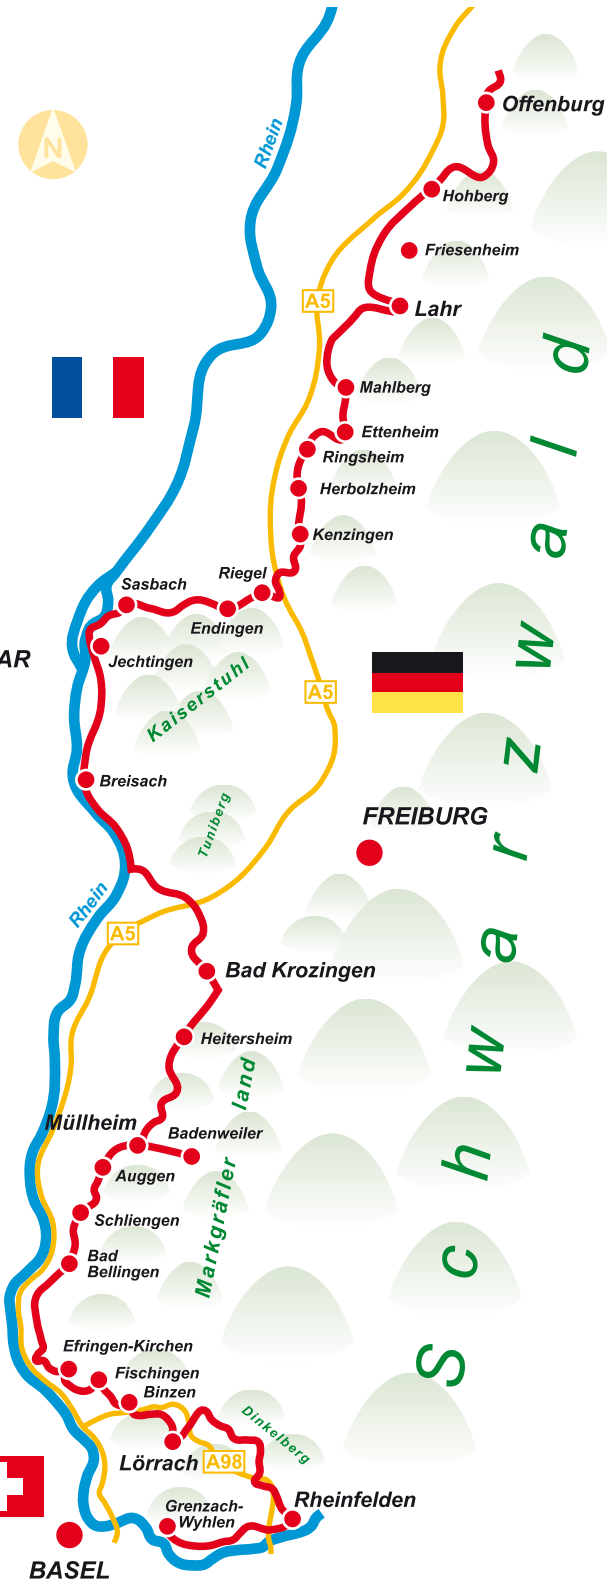 Offenburg
Rhein
N
Hohberg
Friesenheim
A5
Lahr
Mahlberg
Ettenheim
Ringsheim
Herbolzheim
Kenzingen
Riegel
Sasbach
Endingen
AR
Jechtingen
Kaiserstuhl
A5
Breisach
Tuniberg
FREIBURG
Rhein
A5
Bad Krozingen
Heitersheim
Markgräfler
land
Müllheim
Badenweiler
Auggen
Schliengen
Bad
Bellingen
Schwarzwald
Efringen-Kirchen
Fischingen
Binzen
Dinkelberg
Lörrach
A98
Rheinfelden
Grenzach-
Wyhlen
BASEL